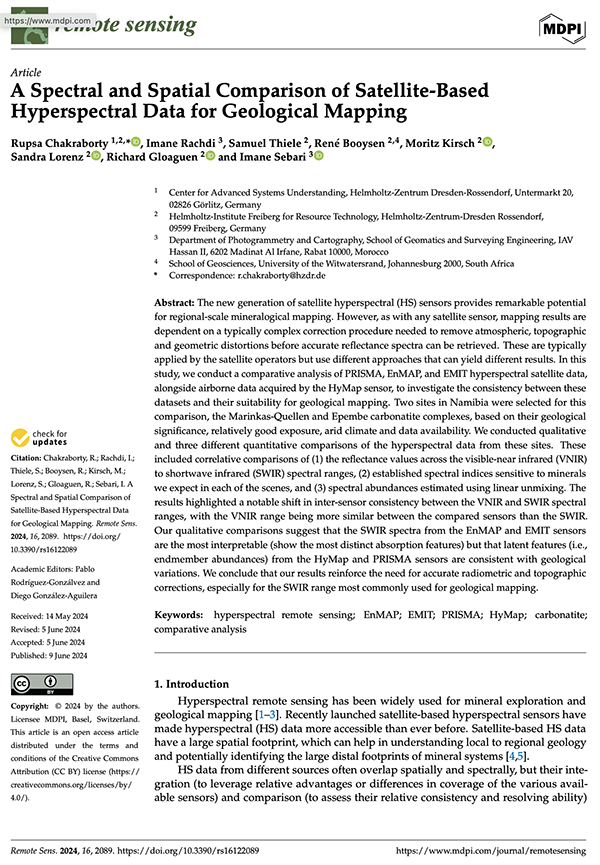 https://www.mdpi.com
remote sensing
MDPI
Article
A Spectral and Spatial Comparison of Satellite-Based
Hyperspectral Data for Geological Mapping
Rupsa Chakraborty 1,2,*, Imane Rachdi 3, Samuel Thiele 2, René Booysen 2,4, Moritz Kirsch 2,
Sandra Lorenz 2, Richard Gloaguen 2 and Imane Sebari 3
1 Center for Advanced Systems Understanding, Helmholtz-Zentrum Dresden-Rossendorf, Untermarkt 20,
02826 Görlitz, Germany
2 Helmholtz-Institute Freiberg for Resource Technology, Helmholtz-Zentrum-Dresden Rossendorf,
09599 Freiberg, Germany
3 Department of Photogrammetry and Cartography, School of Geomatics and Surveying Engineering, IAV
Hassan II, 6202 Madinat Al Irfane, Rabat 10000, Morocco
4 School of Geosciences, University of the Witwatersrand, Johannesburg 2000, South Africa
* Correspondence: r.chakraborty@hzdr.de
Abstract: The new generation of satellite hyperspectral (HS) sensors provides remarkable potential
for regional-scale mineralogical mapping. However, as with any satellite sensor, mapping results are
dependent on a typically complex correction procedure needed to remove atmospheric, topographic
and geometric distortions before accurate reflectance spectra can be retrieved. These are typically
applied by the satellite operators but use different approaches that can yield different results. In this
study, we conduct a comparative analysis of PRISMA, EnMAP, and EMIT hyperspectral satellite data,
alongside airborne data acquired by the HyMap sensor, to investigate the consistency between these
datasets and their suitability for geological mapping. Two sites in Namibia were selected for this
comparison, the Marinkas-Quellen and Epembe carbonatite complexes, based on their geological
significance, relatively good exposure, arid climate and data availability. We conducted qualitative
and three different quantitative comparisons of the hyperspectral data from these sites. These
included correlative comparisons of (1) the reflectance values across the visible-near infrared (VNIR)
to shortwave infrared (SWIR) spectral ranges, (2) established spectral indices sensitive to minerals
we expect in each of the scenes, and (3) spectral abundances estimated using linear unmixing. The
results highlighted a notable shift in inter-sensor consistency between the VNIR and SWIR spectral
ranges, with the VNIR range being more similar between the compared sensors than the SWIR.
Our qualitative comparisons suggest that the SWIR spectra from the EnMAP and EMIT sensors
are the most interpretable (show the most distinct absorption features) but that latent features (i.e.,
endmember abundances) from the HyMap and PRISMA sensors are consistent with geological
variations. We conclude that our results reinforce the need for accurate radiometric and topographic
corrections, especially for the SWIR range most commonly used for geological mapping.
Keywords: hyperspectral remote sensing; EnMAP; EMIT; PRISMA; HyMap; carbonatite;
comparative analysis
check for
updates
Citation: Chakraborty, R.; Rachdi, I.;
Thiele, S.; Booysen, R.; Kirsch, M.;
Lorenz, S.; Gloaguen, R.; Sebari, I. A
Spectral and Spatial Comparison of
Satellite-Based Hyperspectral Data
for Geological Mapping. Remote Sens.
2024, 16, 2089. https://doi.org/
10.3390/rs16122089
Academic Editors: Pablo
Rodríguez-Gonzálvez and
Diego González-Aguilera
Received: 14 May 2024
Revised: 5 June 2024
Accepted: 5 June 2024
Published: 9 June 2024
cc BY
Copyright: © 2024 by the authors.
Licensee MDPI, Basel, Switzerland.
This article is an open access article
distributed under the terms and
conditions of the Creative Commons
Attribution (CC BY) license (https://
creativecommons.org/licenses/by/
4.0/).
1. Introduction
Hyperspectral remote sensing has been widely used for mineral exploration and
geological mapping [1–3]. Recently launched satellite-based hyperspectral sensors have
made hyperspectral (HS) data more accessible than ever before. Satellite-based HS data
have a large spatial footprint, which can help in understanding local to regional geology
and potentially identifying the large distal footprints of mineral systems [4,5].
HS data from different sources often overlap spatially and spectrally, but their inte-
gration (to leverage relative advantages or differences in coverage of the various avail-
able sensors) and comparison (to assess their relative consistency and resolving ability)
Remote Sens. 2024, 16, 2089. https://doi.org/10.3390/rs16122089
https://www.mdpi.com/journal/remotesensing